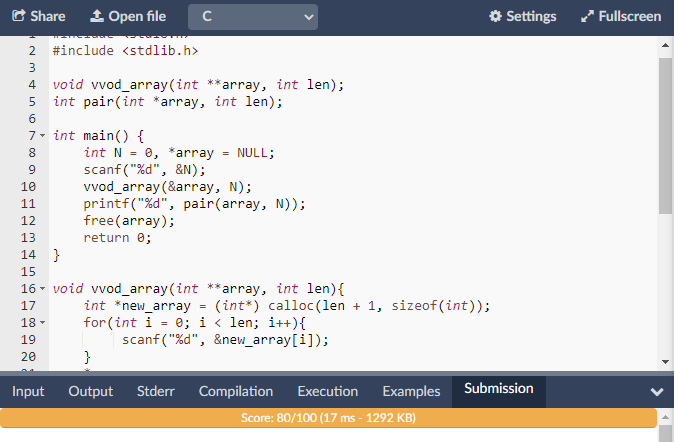 Share Open file C Settings Fullscreen
1 #include <stdio.h>
2 #include <stdlib.h>
3
4 void vvod_array(int **array, int len);
5 int pair(int *array, int len);
6
7 int main() {
8 int N = 0, *array = NULL;
9 scanf("%d", &N);
10 vvod_array(&array, N);
11 printf("%d", pair(array, N));
12 free(array);
13 return 0;
14 }
15
16 void vvod_array(int **array, int len){
17 int *new_array = (int*) calloc(len + 1, sizeof(int));
18 for(int i = 0; i < len; i++){
19 scanf("%d", &new_array[i]);
20 }
Input Output Stderr Compilation Execution Examples Submission
Score: 80/100 (17 ms - 1292 KB)